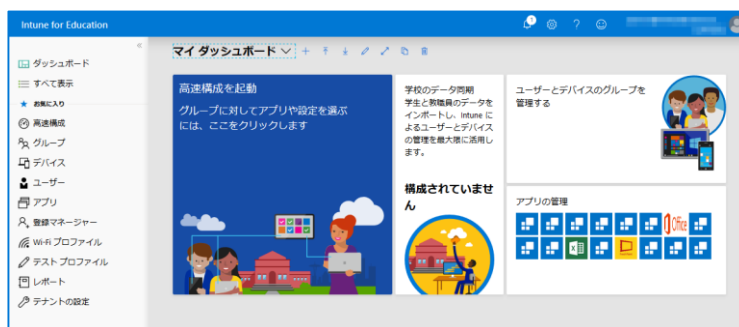 Intune for Education
1
?
«
マイ ダッシュボード
ダッシュボード
すべて表示
お気に入り
高速構成
グループ
デバイス
ユーザー
アプリ
登録マネージャー
Wi-Fi プロファイル
テスト プロファイル
レポート
テナントの設定
高速構成を起動
グループに対してアプリや設定を選ぶ
には、ここをクリックします
学校のデータ同期
学生と教職員のデータを
インポートし、Intune に
よるユーザーとデバイス
の管理を最大限に活用し
ます。
構成されていませ
ん
ユーザーとデバイスのグループを
管理する
アプリの管理
Office